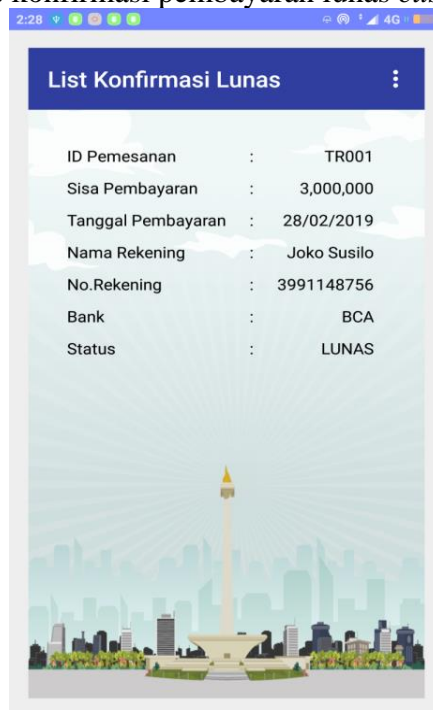 konfirmasi pembayaran lunas
2:28 4G
List Konfirmasi Lunas
ID Pemesanan : TR001
Sisa Pembayaran : 3,000,000
Tanggal Pembayaran : 28/02/2019
Nama Rekening : Joko Susilo
No.Rekening : 3991148756
Bank : BCA
Status : LUNAS